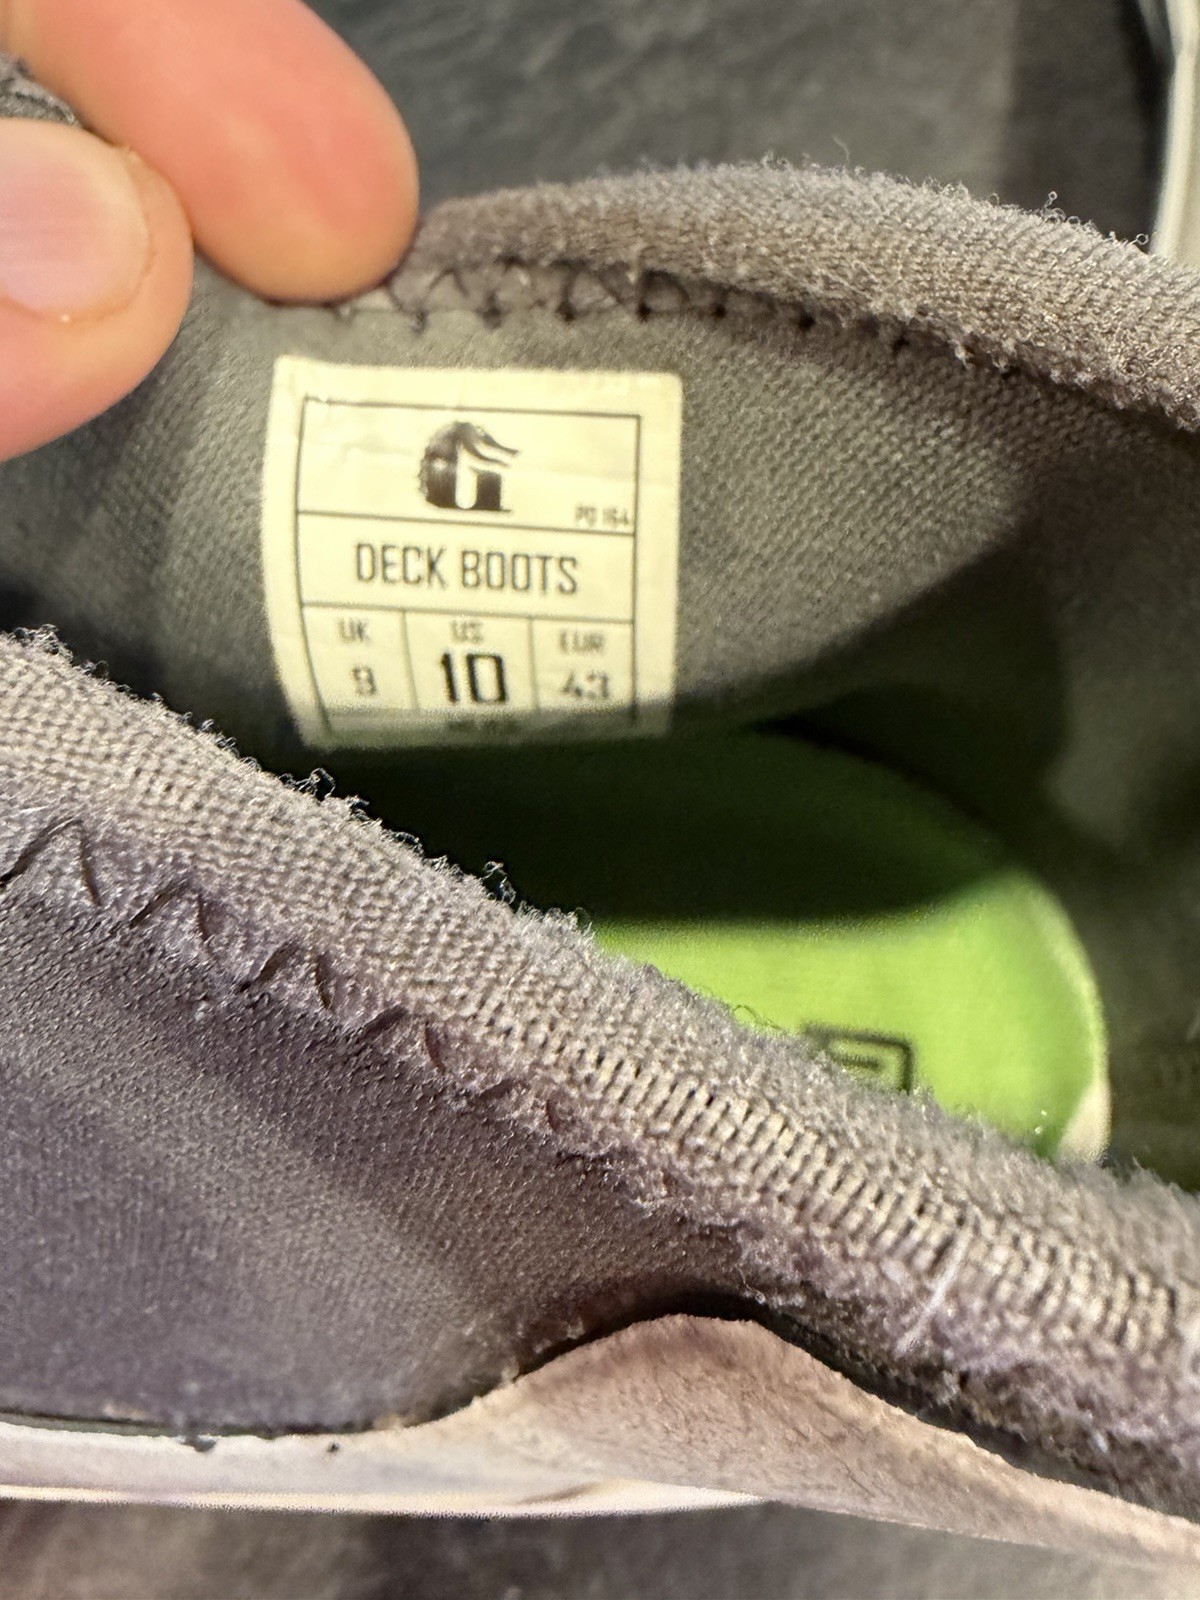 PO 164
DECK BOOTS
UK US EUR
9 10 43